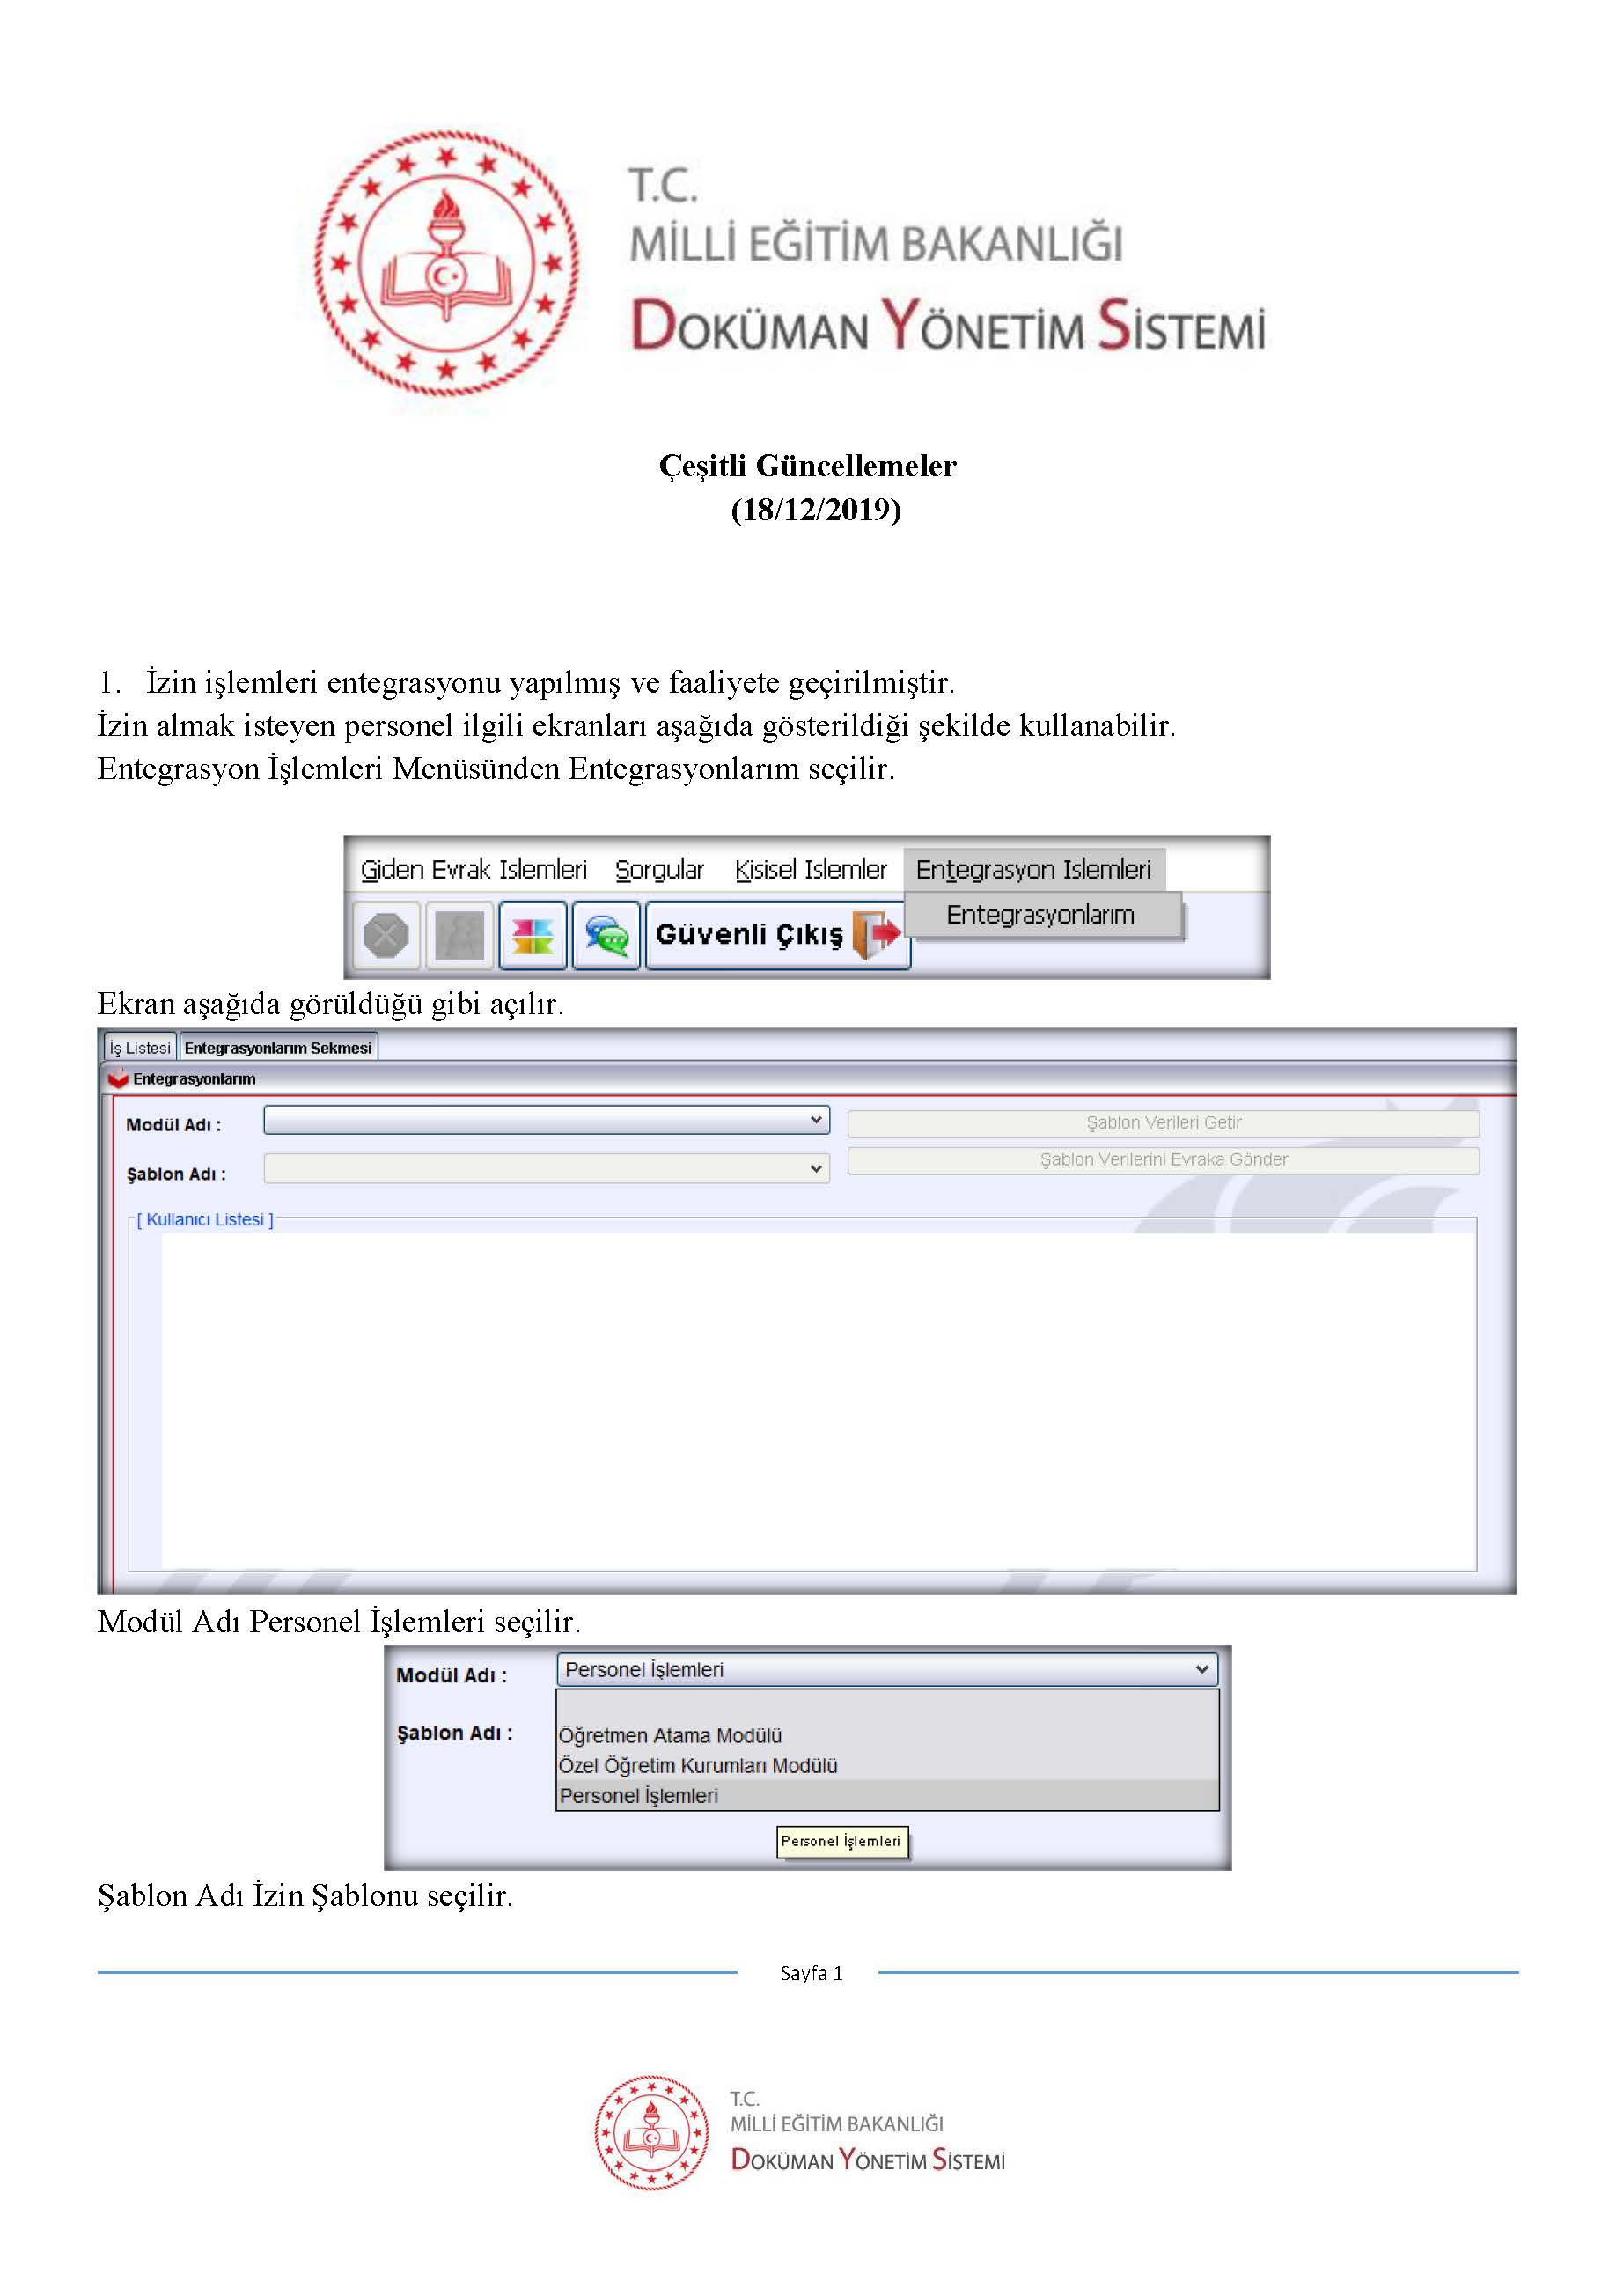 T.C.
MİLLİ EĞİTİM BAKANLIĞI
DOKÜMAN YÖNETİM SİSTEMİ
Çeşitli Güncellemeler
(18/12/2019)
1. İzin işlemleri entegrasyonu yapılmış ve faaliyete geçirilmiştir.
İzin almak isteyen personel ilgili ekranları aşağıda gösterildiği şekilde kullanabilir.
Entegrasyon İşlemleri Menüsünden Entegrasyonlarım seçilir.
Giden Evrak Islemleri Sorgular Kisisel Islemler Entegrasyon Islemleri
Entegrasyonlarım
Güvenli Çıkış
Ekran aşağıda görüldüğü gibi açılır.
İş Listesi Entegrasyonlarım Sekmesi
Entegrasyonlarım
Modül Adı : Şablon Verileri Getir
Şablon Adı : Şablon Verilerini Evraka Gönder
[ Kullanıcı Listesi ]
Modül Adı Personel İşlemleri seçilir.
Modül Adı : Personel İşlemleri
Şablon Adı : Öğretmen Atama Modülü
Özel Öğretim Kurumları Modülü
Personel İşlemleri
Personel İşlemleri
Şablon Adı İzin Şablonu seçilir.
Sayfa 1
T.C.
MİLLİ EĞİTİM BAKANLIĞI
DOKÜMAN YÖNETİM SİSTEMİ